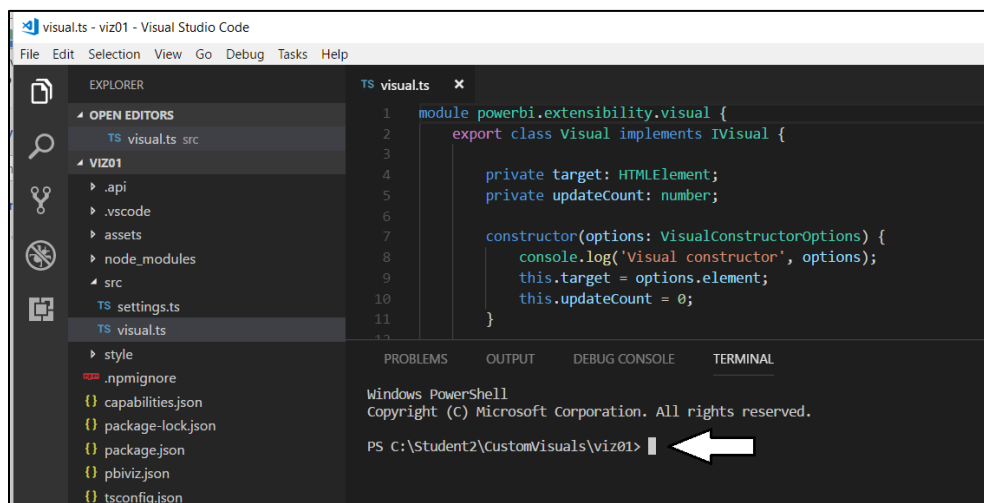 visual.ts - viz01 - Visual Studio Code
File Edit Selection View Go Debug Tasks Help
EXPLORER
OPEN EDITORS
TS visual.ts src
VIZ01
.api
.vscode
assets
node_modules
src
TS settings.ts
TS visual.ts
style
npm .npmignore
{} capabilities.json
{} package-lock.json
{} package.json
{} pbiviz.json
{} tsconfig.json
TS visual.ts ×
1 module powerbi.extensibility.visual {
2 export class Visual implements IVisual {
3
4 private target: HTMLElement;
5 private updateCount: number;
6
7 constructor(options: VisualConstructorOptions) {
8 console.log('Visual constructor', options);
9 this.target = options.element;
10 this.updateCount = 0;
11 }
12
PROBLEMS OUTPUT DEBUG CONSOLE TERMINAL
Windows PowerShell
Copyright (C) Microsoft Corporation. All rights reserved.
PS C:\Student2\CustomVisuals\viz01>